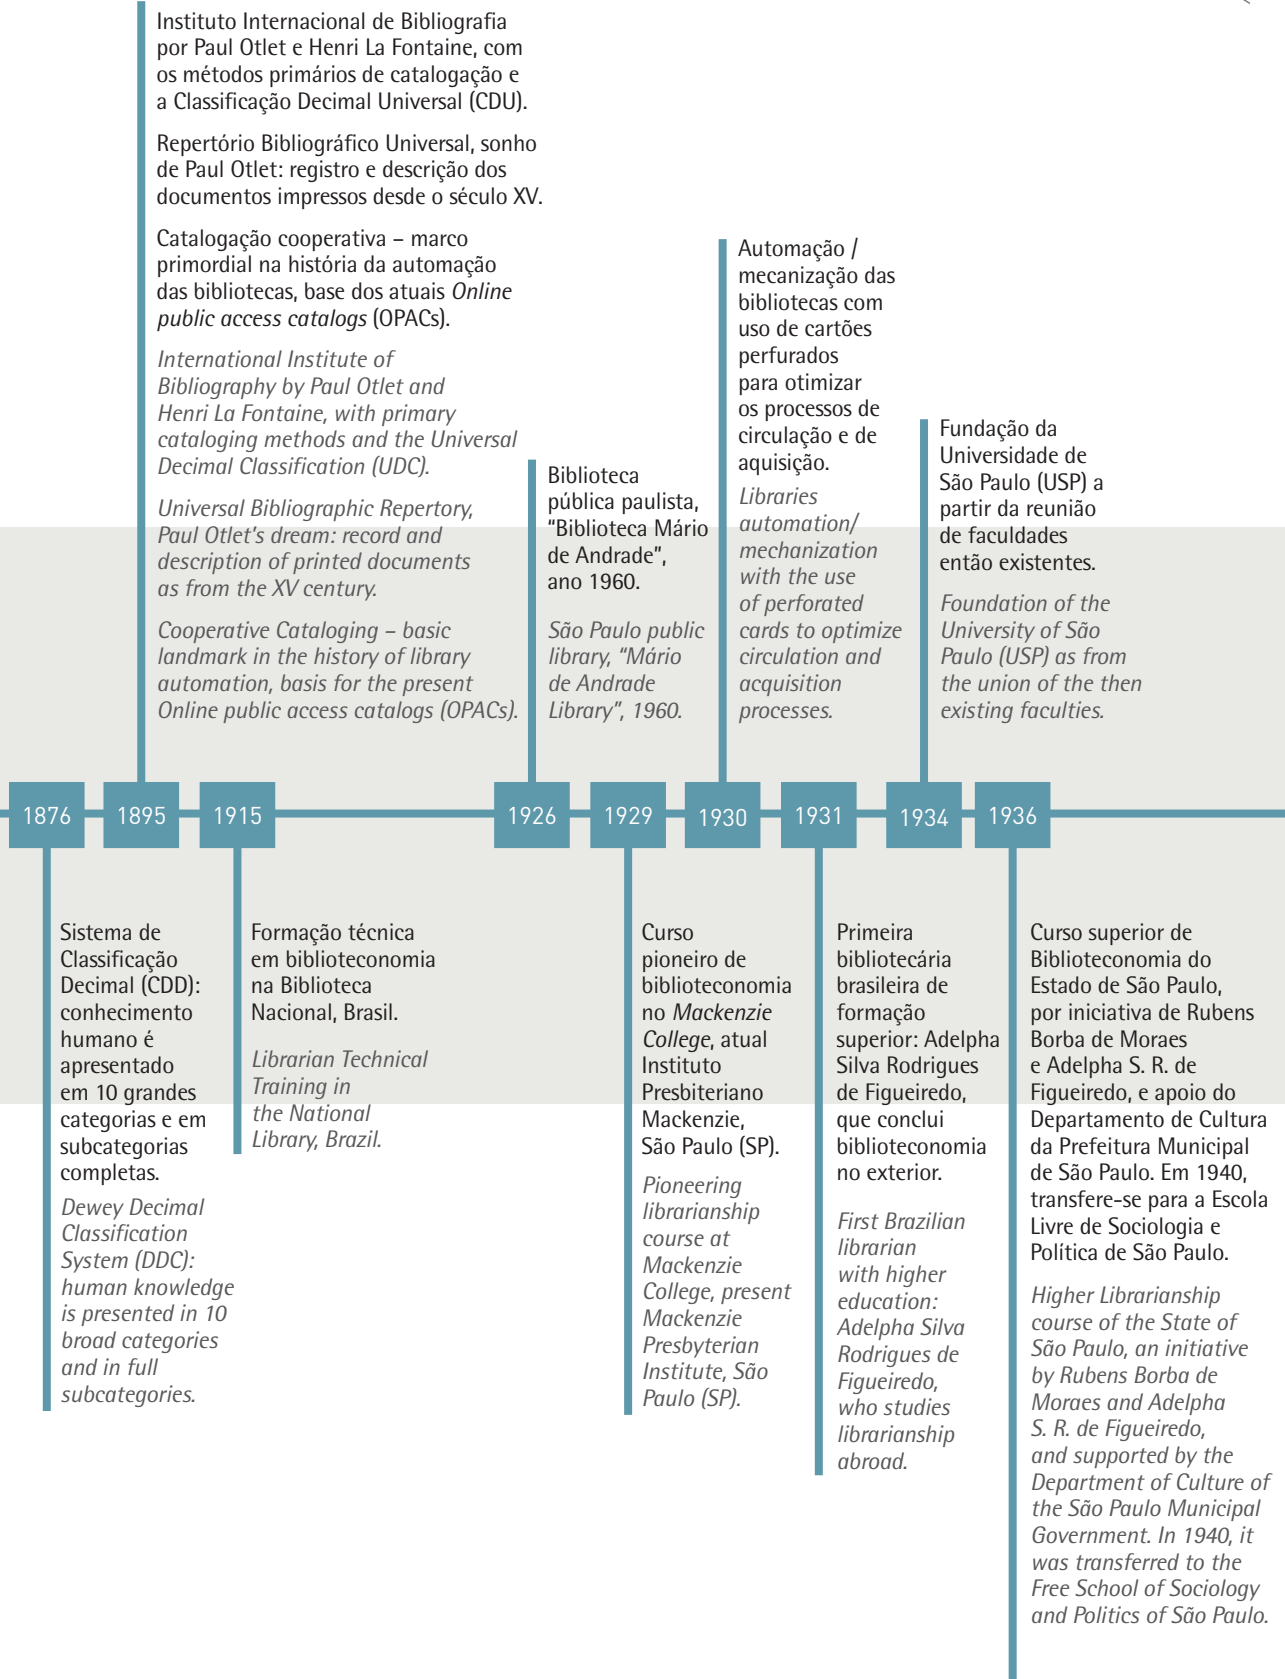 Instituto Internacional de Bibliografia
por Paul Otlet e Henri La Fontaine, com
os métodos primários de catalogação e
a Classificação Decimal Universal (CDU).
Repertório Bibliográfico Universal, sonho
de Paul Otlet: registro e descrição dos
documentos impressos desde o século XV.
Catalogação cooperativa – marco
primordial na história da automação
das bibliotecas, base dos atuais Online
public access catalogs (OPACs).
International Institute of
Bibliography by Paul Otlet and
Henri La Fontaine, with primary
cataloging methods and the Universal
Decimal Classification (UDC).
Universal Bibliographic Repertory,
Paul Otlet's dream: record and
description of printed documents
as from the XV century.
Cooperative Cataloging – basic
landmark in the history of library
automation, basis for the present
Online public access catalogs (OPACs).
Biblioteca
pública paulista,
“Biblioteca Mário
de Andrade”,
ano 1960.
São Paulo public
library, “Mário
de Andrade
Library”, 1960.
Automação /
mecanização das
bibliotecas com
uso de cartões
perfurados
para otimizar
os processos de
circulação e de
aquisição.
Libraries
automation/
mechanization
with the use
of perforated
cards to optimize
circulation and
acquisition
processes.
Fundação da
Universidade de
São Paulo (USP) a
partir da reunião
de faculdades
então existentes.
Foundation of the
University of São
Paulo (USP) as from
the union of the then
existing faculties.
1876
1895
1915
1926
1929
1930
1931
1934
1936
Sistema de
Classificação
Decimal (CDD):
conhecimento
humano é
apresentado
em 10 grandes
categorias e em
subcategorias
completas.
Dewey Decimal
Classification
System (DDC):
human knowledge
is presented in 10
broad categories
and in full
subcategories.
Formação técnica
em biblioteconomia
na Biblioteca
Nacional, Brasil.
Librarian Technical
Training in
the National
Library, Brazil.
Curso
pioneiro de
biblioteconomia
no Mackenzie
College, atual
Instituto
Presbiteriano
Mackenzie,
São Paulo (SP).
Pioneering
librarianship
course at
Mackenzie
College, present
Mackenzie
Presbyterian
Institute, São
Paulo (SP).
Primeira
bibliotecária
brasileira de
formação
superior: Adelpha
Silva Rodrigues
de Figueiredo,
que conclui
biblioteconomia
no exterior.
First Brazilian
librarian
with higher
education:
Adelpha Silva
Rodrigues de
Figueiredo,
who studies
librarianship
abroad.
Curso superior de
Biblioteconomia do
Estado de São Paulo,
por iniciativa de Rubens
Borba de Moraes
e Adelpha S. R. de
Figueiredo, e apoio do
Departamento de Cultura
da Prefeitura Municipal
de São Paulo. Em 1940,
transfere-se para a Escola
Livre de Sociologia e
Política de São Paulo.
Higher Librarianship
course of the State of
São Paulo, an initiative
by Rubens Borba de
Moraes and Adelpha
S. R. de Figueiredo,
and supported by the
Department of Culture of
the São Paulo Municipal
Government. In 1940, it
was transferred to the
Free School of Sociology
and Politics of São Paulo.